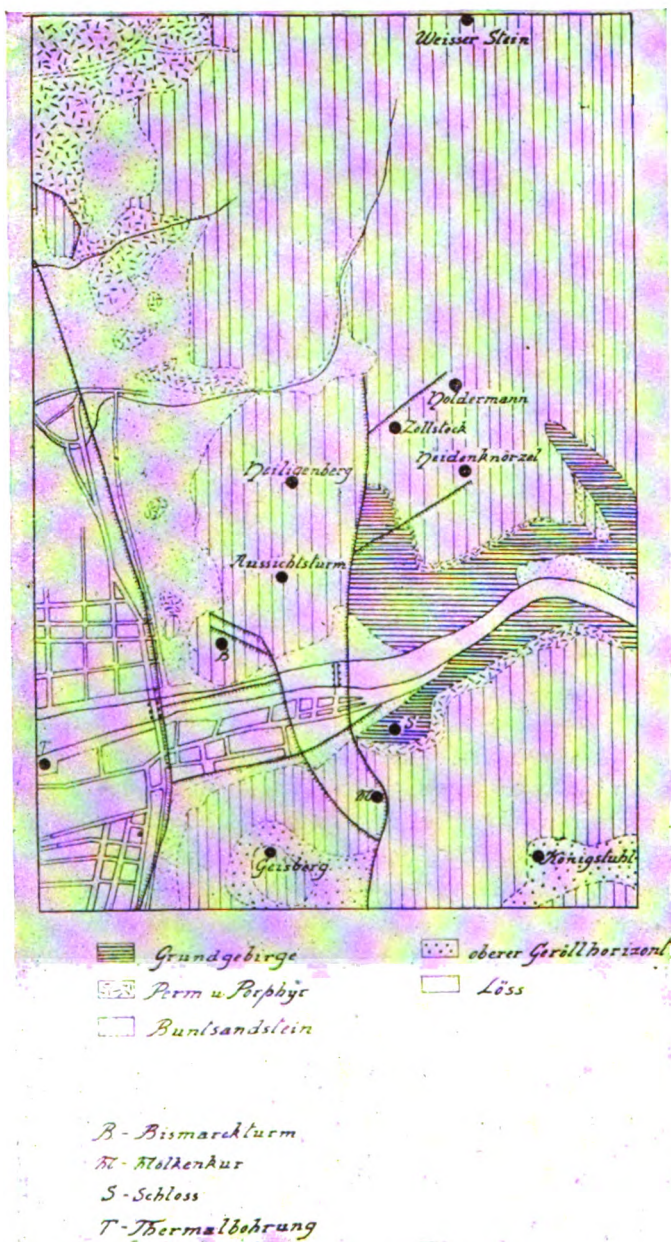 Weisser Stein
Holdermann
Zollstock
Heidenknörzel
Heiligenberg
Aussichtsturm
B
S
T
M
Geisberg
Königstuhl
Grundgebirge
oberer Geröllhorizont
Perm u. Porphyr
Löss
Buntsandstein
B - Bismarckturm
M - Molkenkur
S - Schloss
T - Thermalbohrung